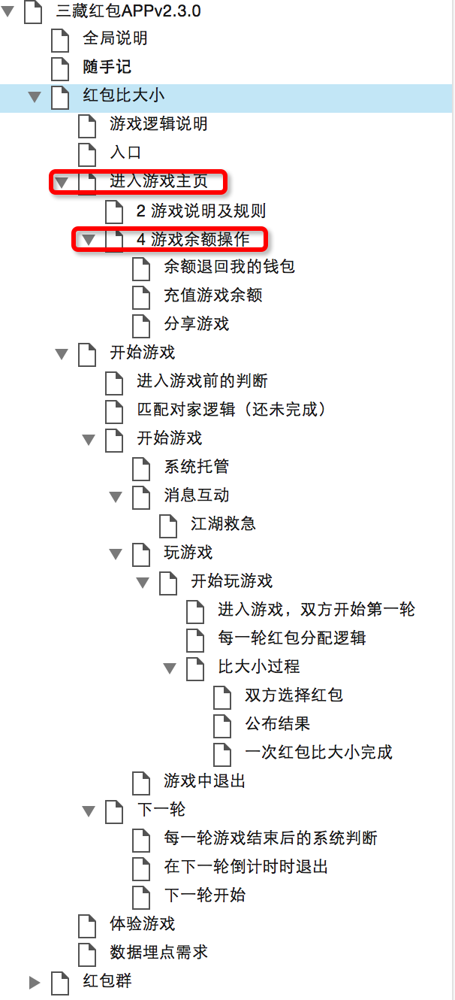 三藏红包APPv2.3.0
全局说明
随手记
红包比大小
游戏逻辑说明
入口
进入游戏主页
2 游戏说明及规则
4 游戏余额操作
余额退回我的钱包
充值游戏余额
分享游戏
开始游戏
进入游戏前的判断
匹配对家逻辑（还未完成）
开始游戏
系统托管
消息互动
江湖救急
玩游戏
开始玩游戏
进入游戏，双方开始第一轮
每一轮红包分配逻辑
比大小过程
双方选择红包
公布结果
一次红包比大小完成
游戏中退出
下一轮
每一轮游戏结束后的系统判断
在下一轮倒计时时退出
下一轮开始
体验游戏
数据埋点需求
红包群